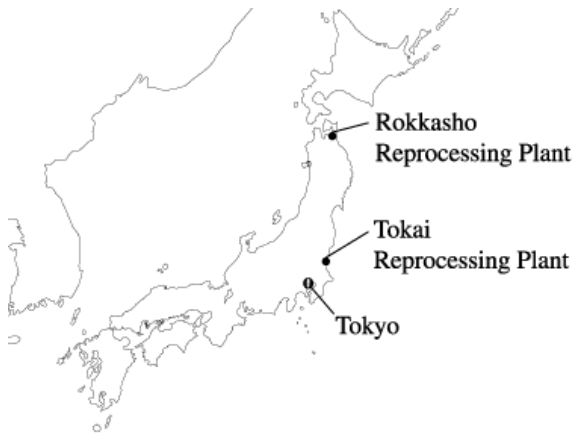 Rokkasho
Reprocessing Plant
Tokai
Reprocessing Plant
Tokyo